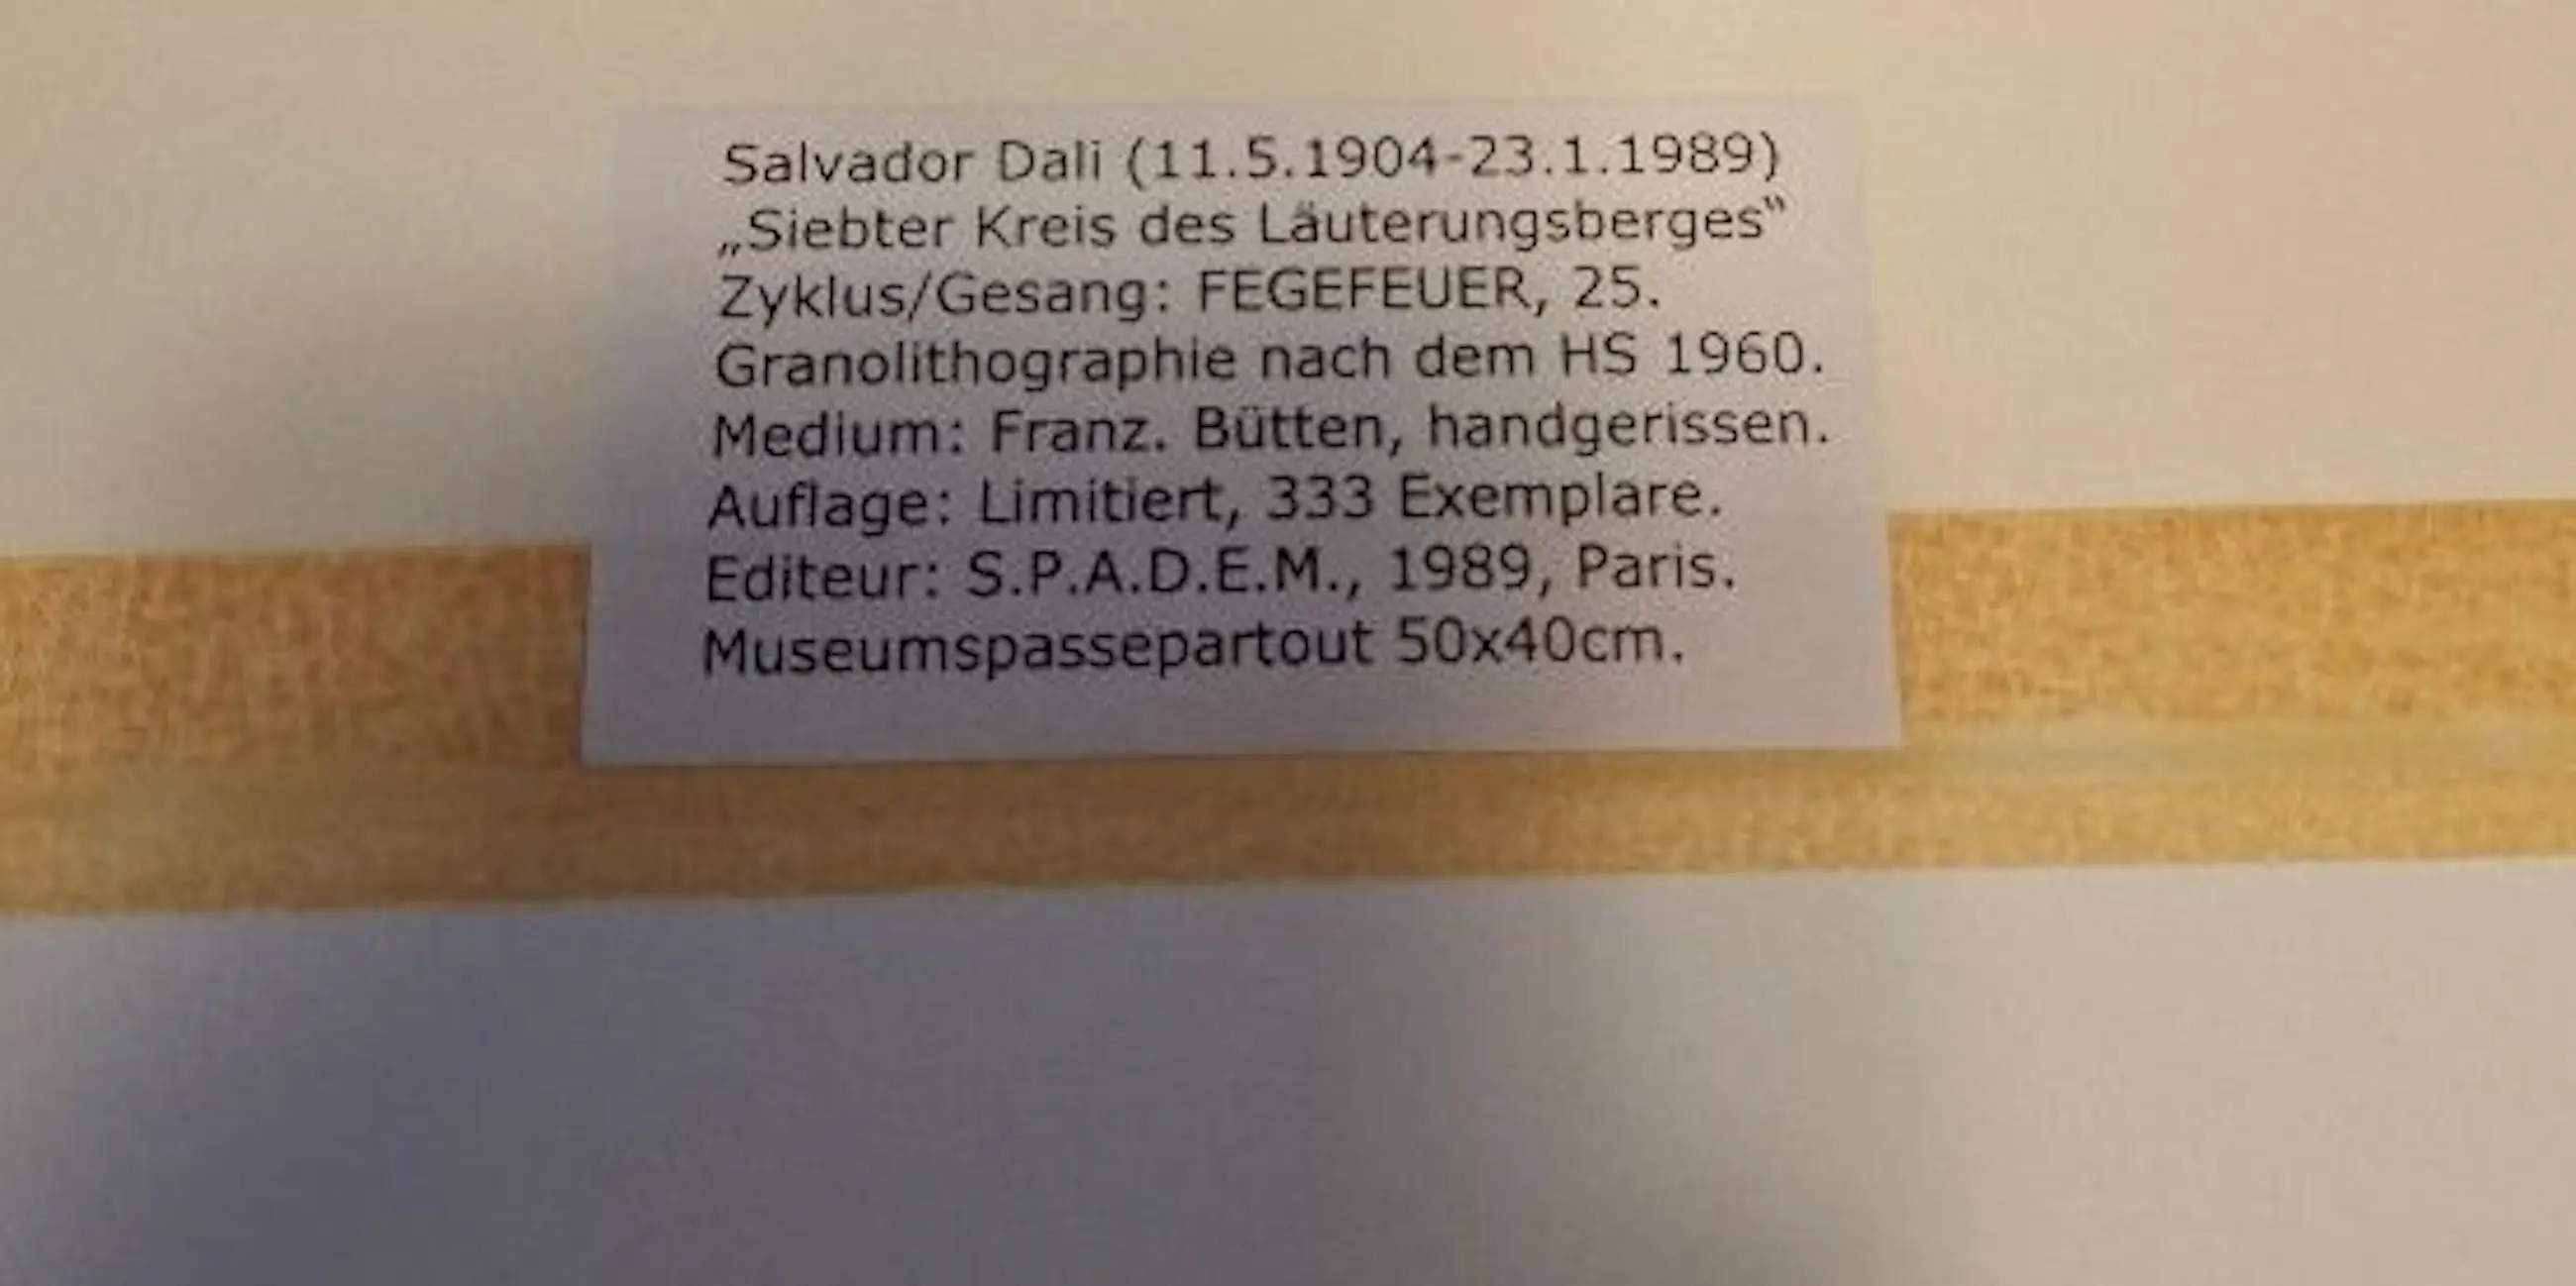 Salvador Dali (11.5.1904-23.1.1989)
„Siebter Kreis des Läuterungsberges“
Zyklus/Gesang: FEGEFEUER, 25.
Granolithographie nach dem HS 1960.
Medium: Franz. Bütten, handgerissen.
Auflage: Limitiert, 333 Exemplare.
Editeur: S.P.A.D.E.M., 1989, Paris.
Museumspassepartout 50x40cm.